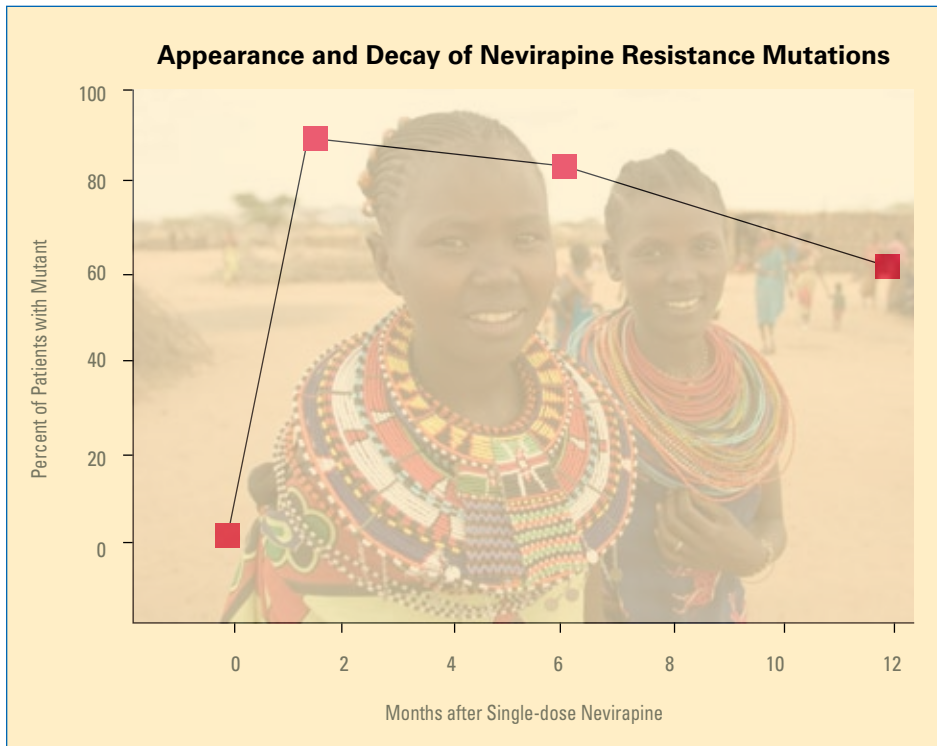 Appearance and Decay of Nevirapine Resistance Mutations
100
80
60
40
20
0
Percent of Patients with Mutant
0 2 4 6 8 10 12
Months after Single-dose Nevirapine